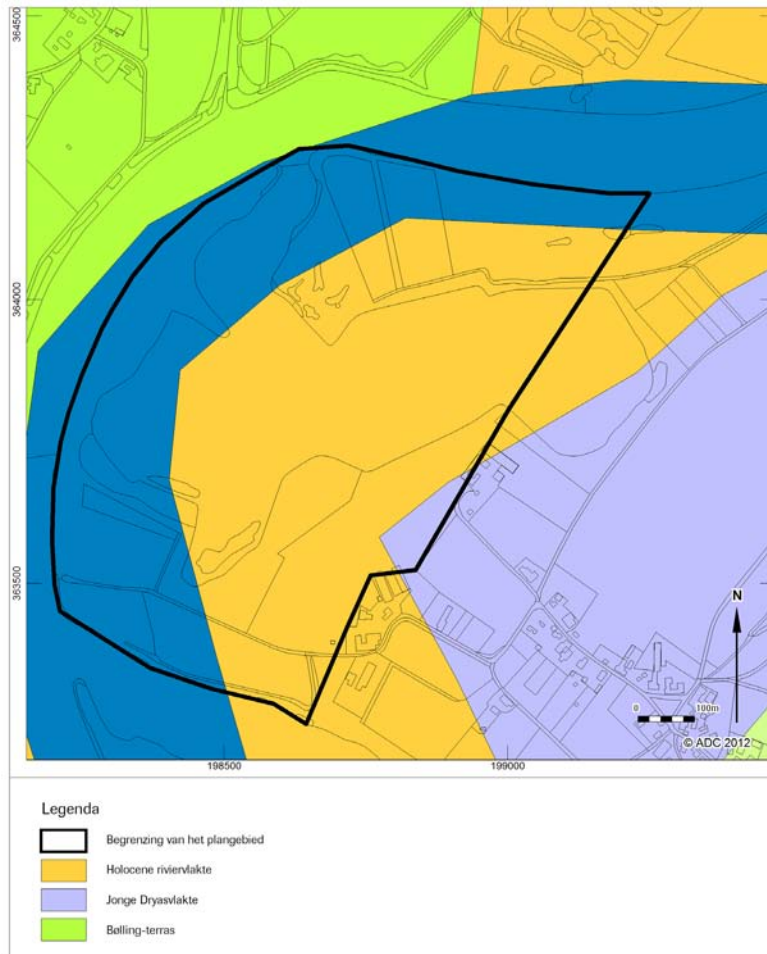 364500
364000
363500
N
0 100m
© ADC 2012
198500 199000
Legenda
Begrenzing van het plangebied
Holocene riviervlakte
Jonge Dryasvlakte
Bølling-terras